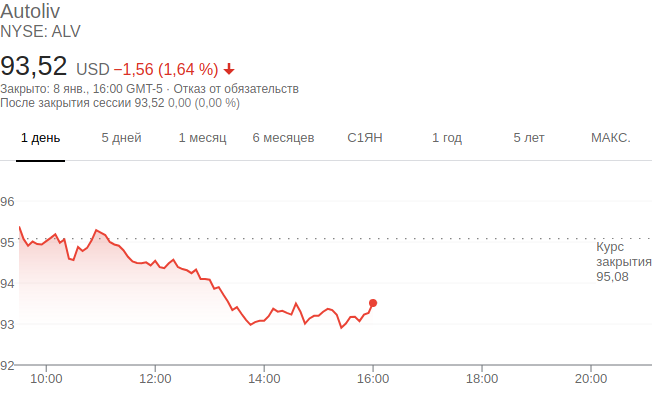 Autoliv
NYSE: ALV
93,52 USD −1,56 (1,64 %)
Закрыто: 8 янв., 16:00 GMT-5 · Отказ от обязательств
После закрытия сессии 93,52 0,00 (0,00 %)
1 день 5 дней 1 месяц 6 месяцев С1ЯН 1 год 5 лет МАКС.
96
95
Курс
закрытия
95,08
94
93
92
10:00 12:00 14:00 16:00 18:00 20:00